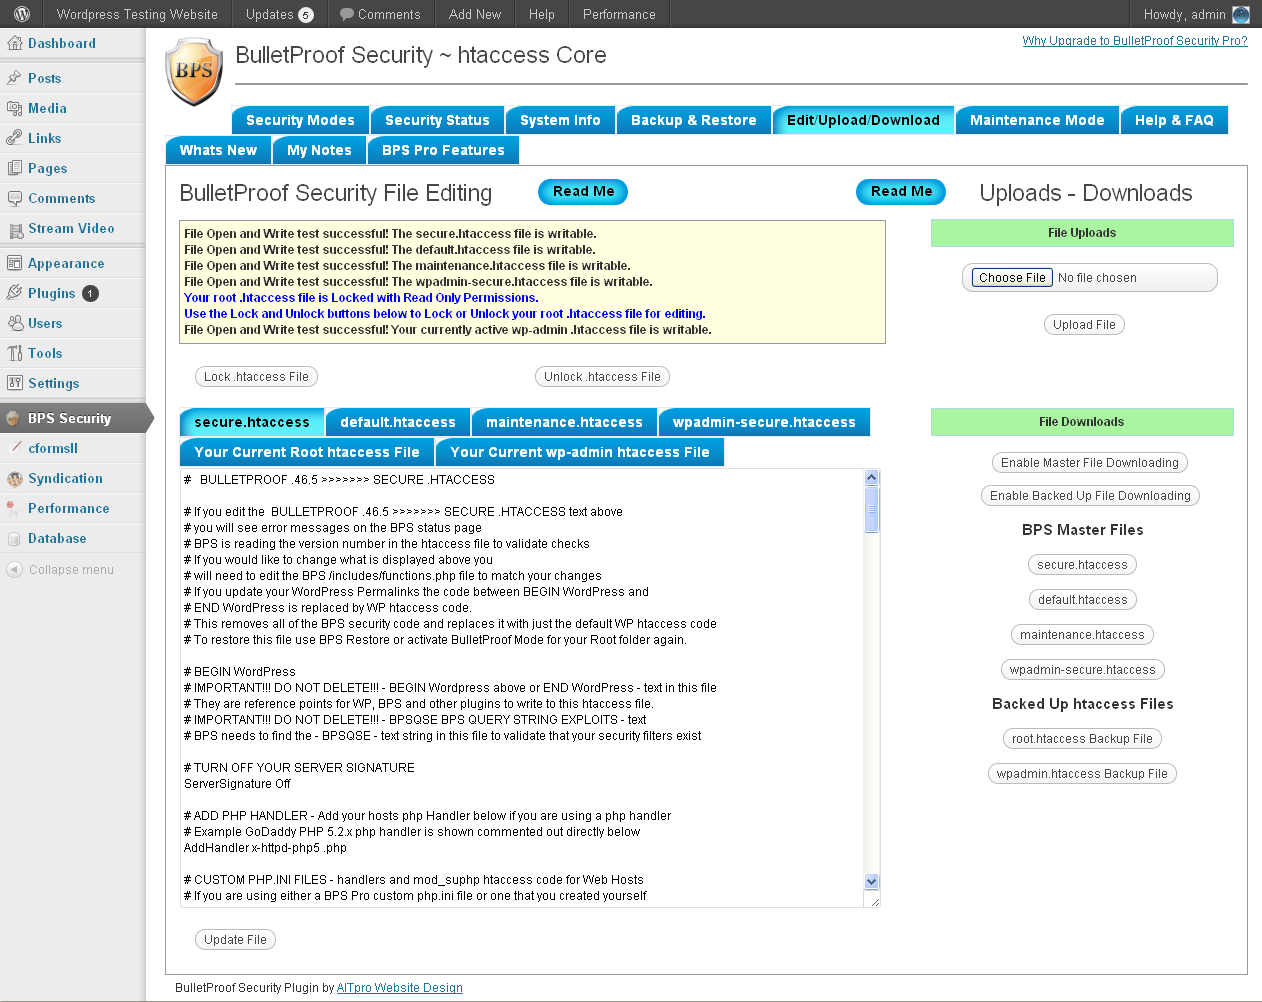 Wordpress Testing Website
Updates 5
Comments
Add New
Help
Performance
Howdy, admin
Dashboard
Posts
Media
Links
Pages
Comments
Stream Video
Appearance
Plugins 1
Users
Tools
Settings
BPS Security
cformsII
Syndication
Performance
Database
Collapse menu
BPS
BulletProof Security ~ htaccess Core
Why Upgrade to BulletProof Security Pro?
Security Modes
Security Status
System Info
Backup & Restore
Edit/Upload/Download
Maintenance Mode
Help & FAQ
Whats New
My Notes
BPS Pro Features
BulletProof Security File Editing
Read Me
Read Me
Uploads - Downloads
File Open and Write test successful! The secure.htaccess file is writable.
File Open and Write test successful! The default.htaccess file is writable.
File Open and Write test successful! The maintenance.htaccess file is writable.
File Open and Write test successful! The wpadmin-secure.htaccess file is writable.
Your root .htaccess file is Locked with Read Only Permissions.
Use the Lock and Unlock buttons below to Lock or Unlock your root .htaccess file for editing.
File Open and Write test successful! Your currently active wp-admin .htaccess file is writable.
Lock .htaccess File
Unlock .htaccess File
File Uploads
Choose File No file chosen
Upload File
secure.htaccess
default.htaccess
maintenance.htaccess
wpadmin-secure.htaccess
Your Current Root htaccess File
Your Current wp-admin htaccess File
# BULLETPROOF .46.5 >>>>>>> SECURE .HTACCESS
# If you edit the BULLETPROOF .46.5 >>>>>>> SECURE .HTACCESS text above
# you will see error messages on the BPS status page
# BPS is reading the version number in the htaccess file to validate checks
# If you would like to change what is displayed above you
# will need to edit the BPS /includes/functions.php file to match your changes
# If you update your WordPress Permalinks the code between BEGIN WordPress and
# END WordPress is replaced by WP htaccess code.
# This removes all of the BPS security code and replaces it with just the default WP htaccess code
# To restore this file use BPS Restore or activate BulletProof Mode for your Root folder again.
# BEGIN WordPress
# IMPORTANT!!! DO NOT DELETE!!! - BEGIN Wordpress above or END WordPress - text in this file
# They are reference points for WP, BPS and other plugins to write to this htaccess file.
# IMPORTANT!!! DO NOT DELETE!!! - BPSQSE BPS QUERY STRING EXPLOITS - text
# BPS needs to find the - BPSQSE - text string in this file to validate that your security filters exist
# TURN OFF YOUR SERVER SIGNATURE
ServerSignature Off
# ADD PHP HANDLER - Add your hosts php Handler below if you are using a php handler
# Example GoDaddy PHP 5.2.x php handler is shown commented out directly below
AddHandler x-httpd-php5 .php
# CUSTOM PHP.INI FILES - handlers and mod_suphp htaccess code for Web Hosts
# If you are using either a BPS Pro custom php.ini file or one that you created yourself
Update File
File Downloads
Enable Master File Downloading
Enable Backed Up File Downloading
BPS Master Files
secure.htaccess
default.htaccess
maintenance.htaccess
wpadmin-secure.htaccess
Backed Up htaccess Files
root.htaccess Backup File
wpadmin.htaccess Backup File
BulletProof Security Plugin by AITpro Website Design